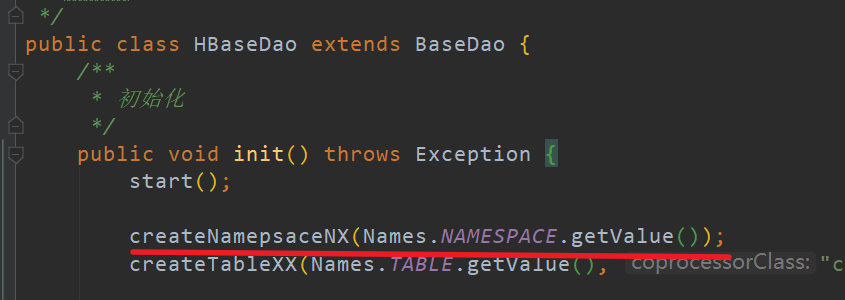 */
public class HBaseDao extends BaseDao {
/**
* 初始化
*/
public void init() throws Exception {
start();
createNamepsaceNX(Names.NAMESPACE.getValue());
createTableXX(Names.TABLE.getValue(), coprocessorClass: "c